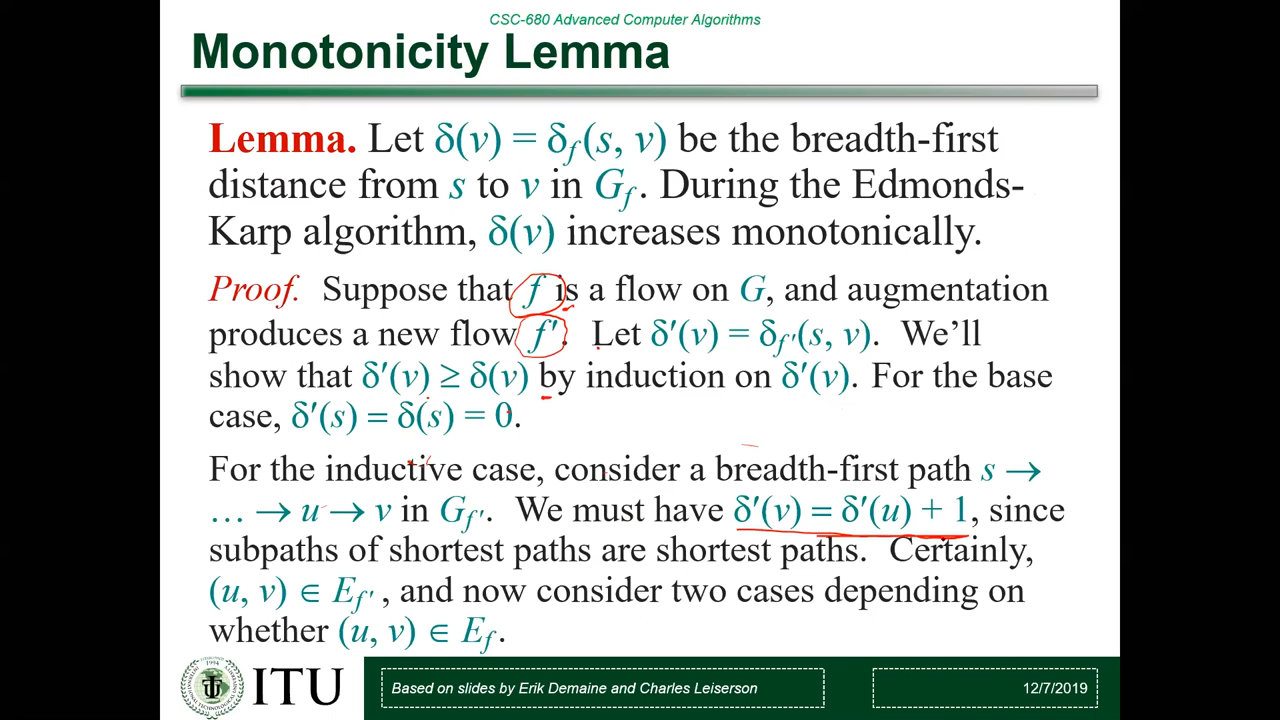 CSC-680 Advanced Computer Algorithms
Monotonicity Lemma
Lemma. Let δ(v) = δf(s, v) be the breadth-first
distance from s to v in Gf. During the Edmonds-
Karp algorithm, δ(v) increases monotonically.
Proof. Suppose that f is a flow on G, and augmentation
produces a new flow f′. Let δ′(v) = δf′(s, v). We’ll
show that δ′(v) ≥ δ(v) by induction on δ′(v). For the base
case, δ′(s) = δ(s) = 0.
For the inductive case, consider a breadth-first path s →
… → u → v in Gf′. We must have δ′(v) = δ′(u) + 1, since
subpaths of shortest paths are shortest paths. Certainly,
(u, v) ∈ Ef′, and now consider two cases depending on
whether (u, v) ∈ Ef.
1994
ITU
Based on slides by Erik Demaine and Charles Leiserson
12/7/2019